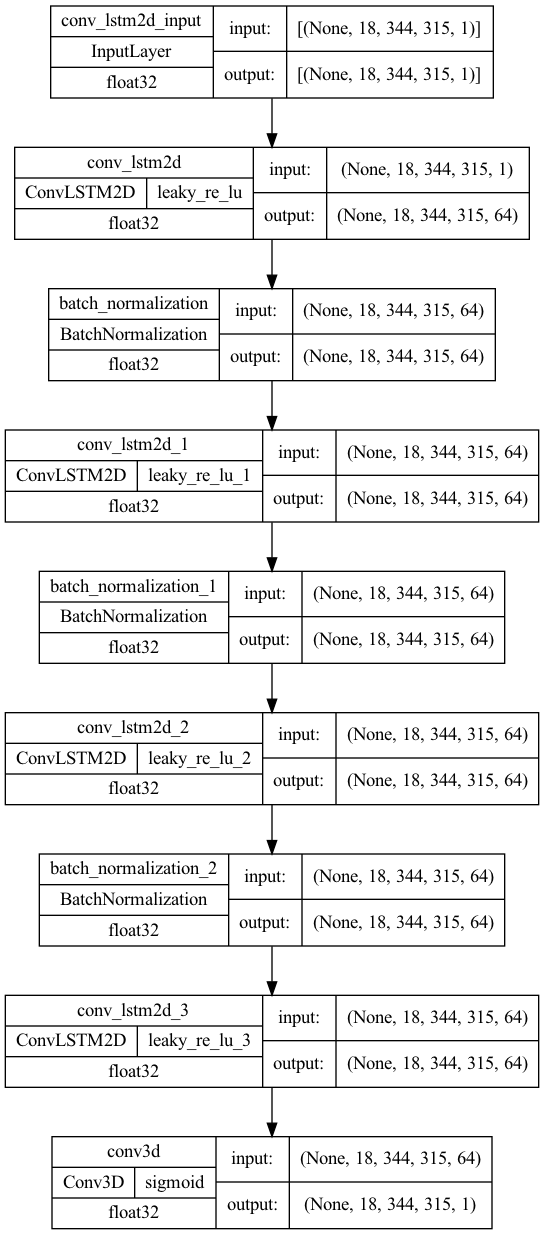 conv_lstm2d_input
InputLayer
float32
input:
[(None, 18, 344, 315, 1)]
output:
[(None, 18, 344, 315, 1)]
conv_lstm2d
ConvLSTM2D leaky_re_lu
float32
input:
(None, 18, 344, 315, 1)
output:
(None, 18, 344, 315, 64)
batch_normalization
BatchNormalization
float32
input:
(None, 18, 344, 315, 64)
output:
(None, 18, 344, 315, 64)
conv_lstm2d_1
ConvLSTM2D leaky_re_lu_1
float32
input:
(None, 18, 344, 315, 64)
output:
(None, 18, 344, 315, 64)
batch_normalization_1
BatchNormalization
float32
input:
(None, 18, 344, 315, 64)
output:
(None, 18, 344, 315, 64)
conv_lstm2d_2
ConvLSTM2D leaky_re_lu_2
float32
input:
(None, 18, 344, 315, 64)
output:
(None, 18, 344, 315, 64)
batch_normalization_2
BatchNormalization
float32
input:
(None, 18, 344, 315, 64)
output:
(None, 18, 344, 315, 64)
conv_lstm2d_3
ConvLSTM2D leaky_re_lu_3
float32
input:
(None, 18, 344, 315, 64)
output:
(None, 18, 344, 315, 64)
conv3d
Conv3D sigmoid
float32
input:
(None, 18, 344, 315, 64)
output:
(None, 18, 344, 315, 1)